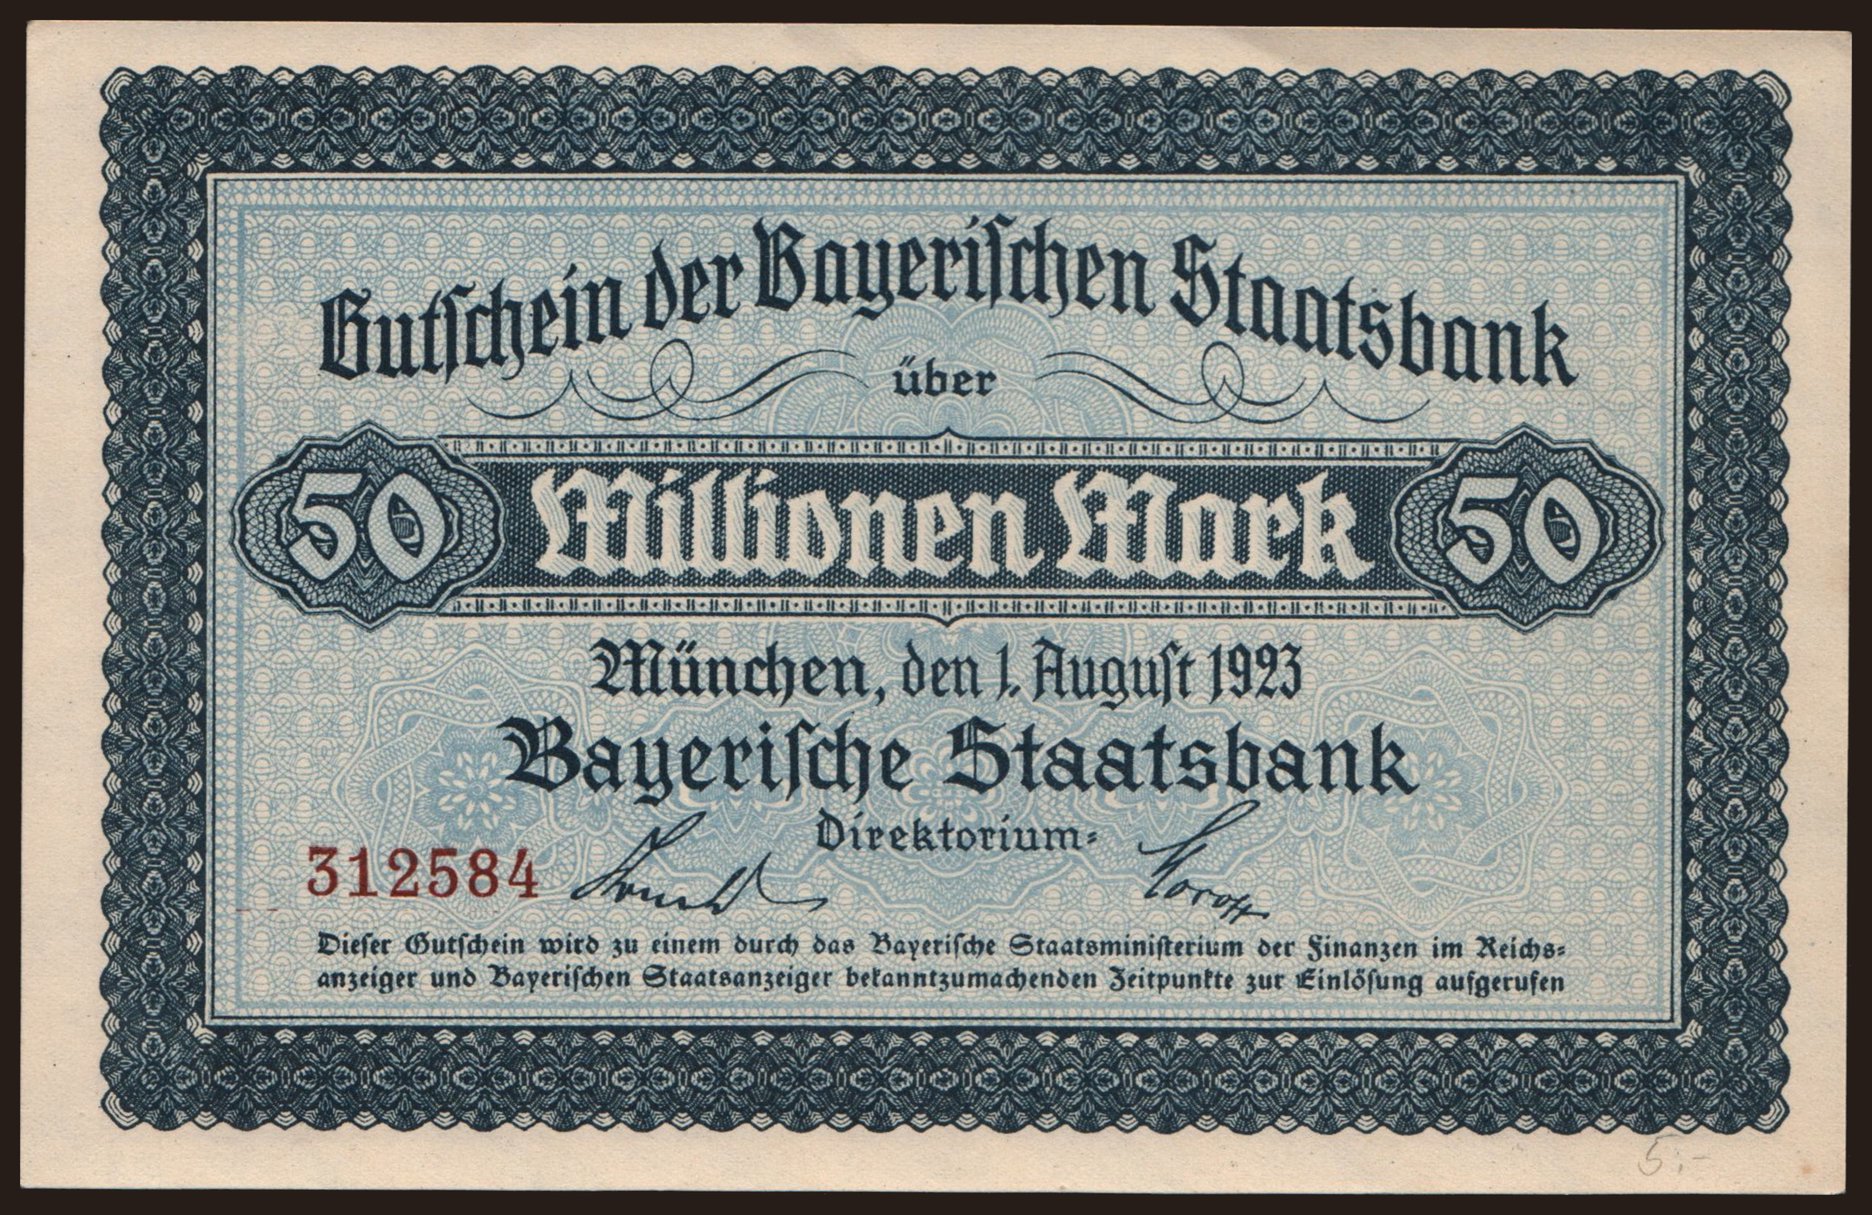 Gutschein der Bayerischen Staatsbank
über
50 Millionen Mark 50
München, den 1. August 1923
Bayerische Staatsbank
Direktorium:
312584
Dieser Gutschein wird zu einem durch das Bayerische Staatsministerium der Finanzen im Reichs-
anzeiger und Bayerischen Staatsanzeiger bekanntzumachenden Zeitpunkte zur Einlösung aufgerufen
5.-